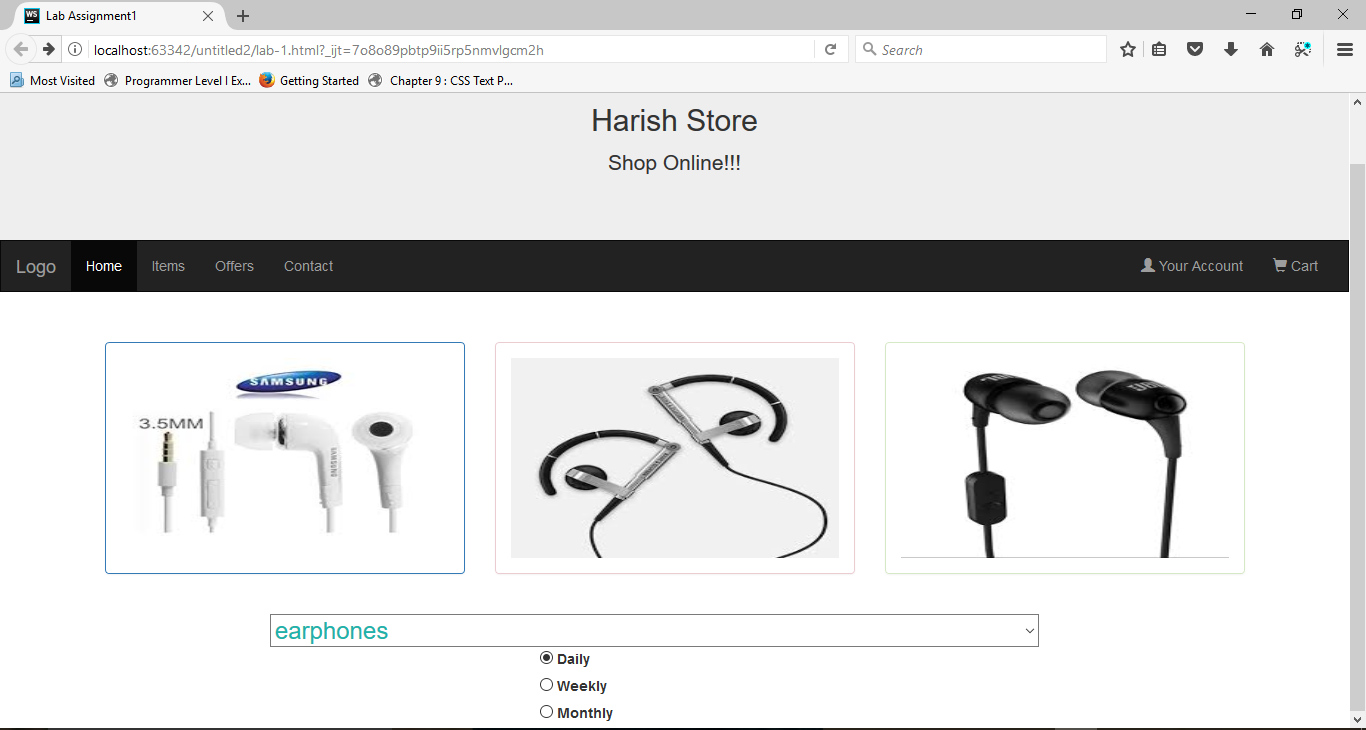 Lab Assignment1
localhost:63342/untitled2/lab-1.html?_ijt=7o8o89pbtp9ii5rp5nmvlgcm2h
Search
Most Visited Programmer Level I Ex... Getting Started Chapter 9 : CSS Text P...
Harish Store
Shop Online!!!
Logo Home Items Offers Contact Your Account Cart
SAMSUNG
3.5MM
SAMSUNG
earphones
Daily
Weekly
Monthly